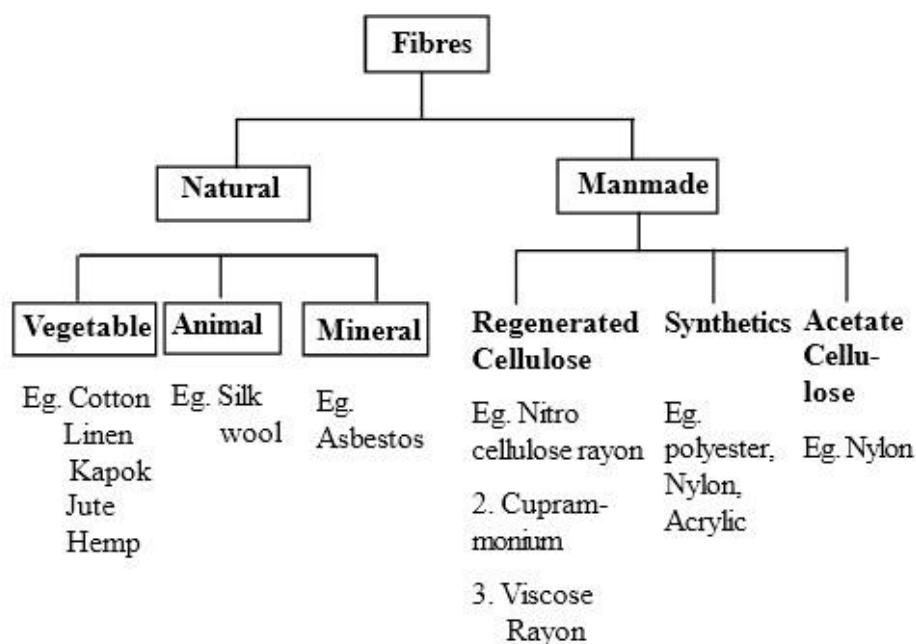 Fibres
Natural
Manmade
Vegetable
Animal
Mineral
Regenerated
Cellulose
Synthetics
Acetate
Cellu-
lose
Eg. Cotton
Linen
Kapok
Jute
Hemp
Eg. Silk
wool
Eg.
Asbestos
Eg. Nitro
cellulose rayon
2. Cupram-
monium
3. Viscose
Rayon
Eg.
polyester,
Nylon,
Acrylic
Eg. Nylon